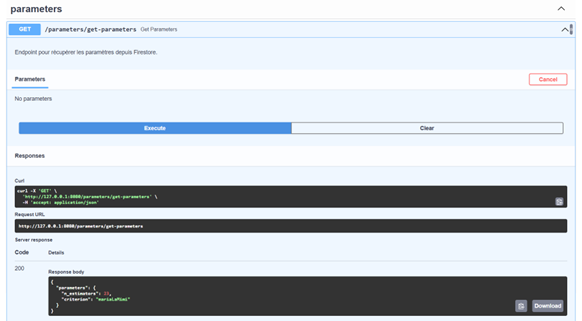 parameters
GET /parameters/get-parameters Get Parameters
Endpoint pour récupérer les paramètres depuis Firestore.
Parameters
Cancel
No parameters
Execute
Clear
Responses
Curl
curl -X 'GET' \
'http://127.0.0.1:8080/parameters/get-parameters' \
-H 'accept: application/json'
Request URL
http://127.0.0.1:8080/parameters/get-parameters
Server response
Code Details
200
Response body
{
"parameters": {
"n_estimators":
"criterion":
}
}
Download